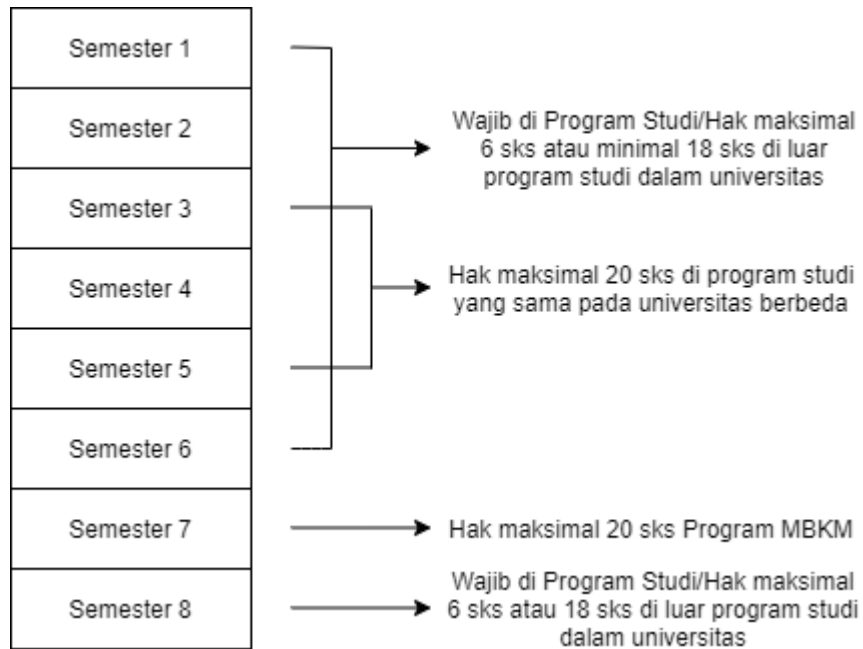 Semester 1
Semester 2
Semester 3
Semester 4
Semester 5
Semester 6
Semester 7
Semester 8
Wajib di Program Studi/Hak maksimal
6 sks atau minimal 18 sks di luar
program studi dalam universitas
Hak maksimal 20 sks di program studi
yang sama pada universitas berbeda
Hak maksimal 20 sks Program MBKM
Wajib di Program Studi/Hak maksimal
6 sks atau 18 sks di luar program studi
dalam universitas